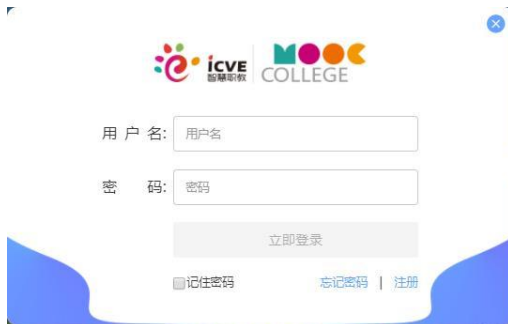 icve
智慧职教
MOOC
COLLEGE
用 户 名: 用户名
密 码: 密码
立即登录
记住密码 忘记密码 | 注册